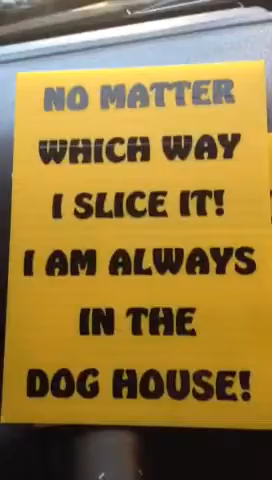 NO MATTER
WHICH WAY
I SLICE IT!
I AM ALWAYS
IN THE
DOG HOUSE!